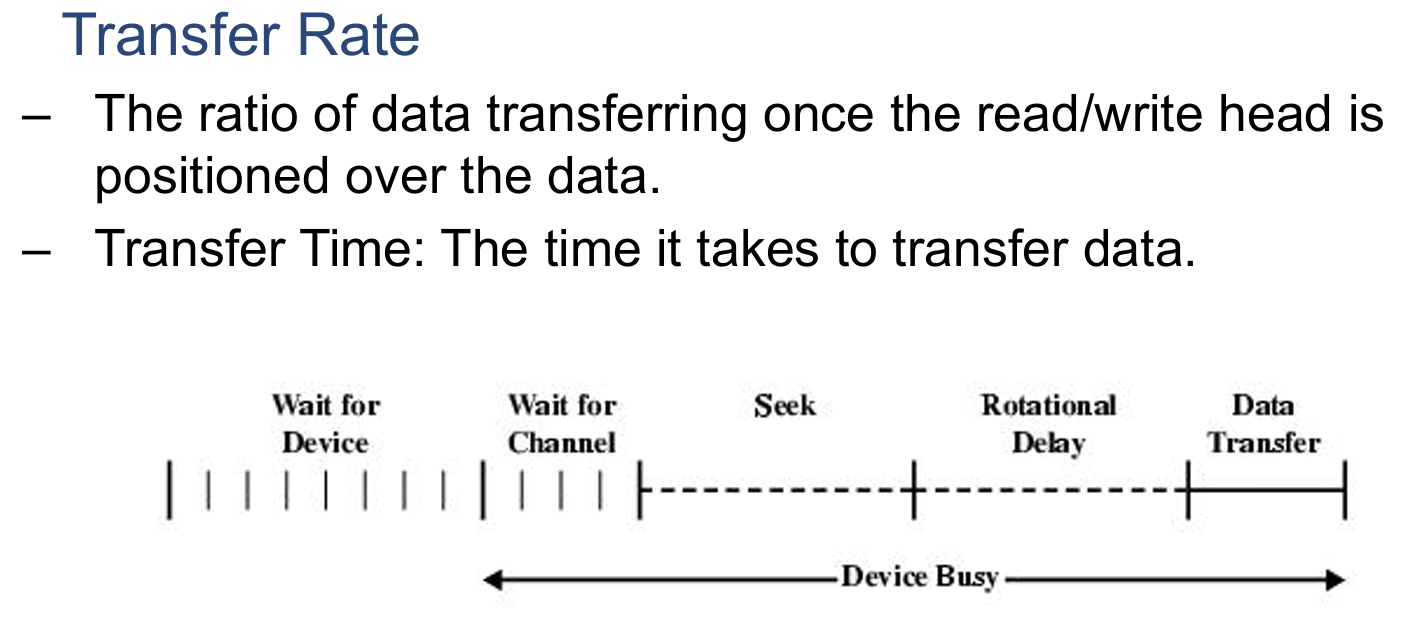 Transfer Rate
– The ratio of data transferring once the read/write head is
positioned over the data.
– Transfer Time: The time it takes to transfer data.
Wait for Device
Wait for Channel
Seek
Rotational Delay
Data Transfer
Device Busy